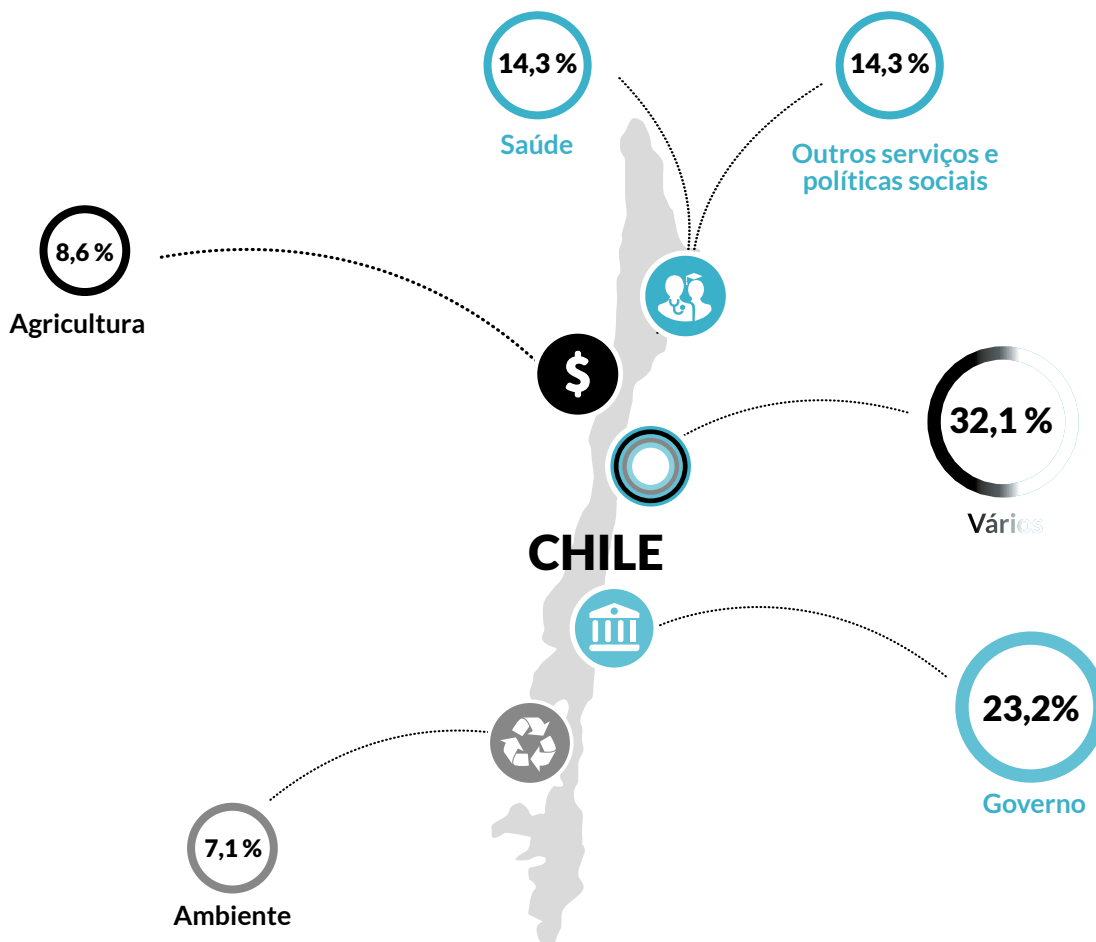 14,3 %
Saúde
14,3 %
Outros serviços e
políticas sociais
8,6 %
Agricultura
$
32,1 %
Vários
CHILE
23,2%
Governo
7,1 %
Ambiente